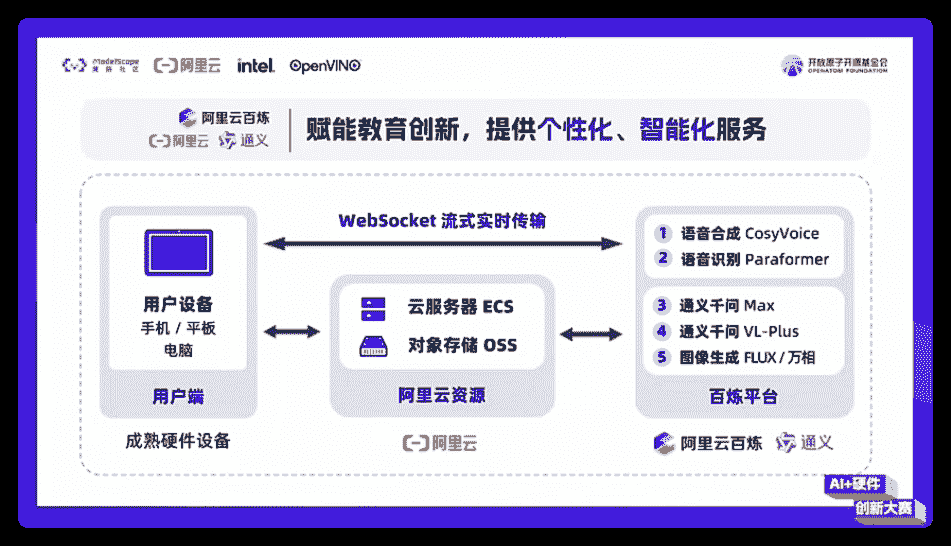 ModelScope
魔搭社区
阿里云
intel.
OpenVINO
开放原子开源基金会
OPENATOM FOUNDATION
阿里云百炼
阿里云 通义
赋能教育创新，提供个性化、智能化服务
WebSocket 流式实时传输
用户设备
手机 / 平板
电脑
用户端
成熟硬件设备
云服务器 ECS
对象存储 OSS
阿里云资源
阿里云
1 语音合成 CosyVoice
2 语音识别 Paraformer
3 通义千问 Max
4 通义千问 VL-Plus
5 图像生成 FLUX / 万相
百炼平台
阿里云百炼 通义
AI+硬件
创新大赛